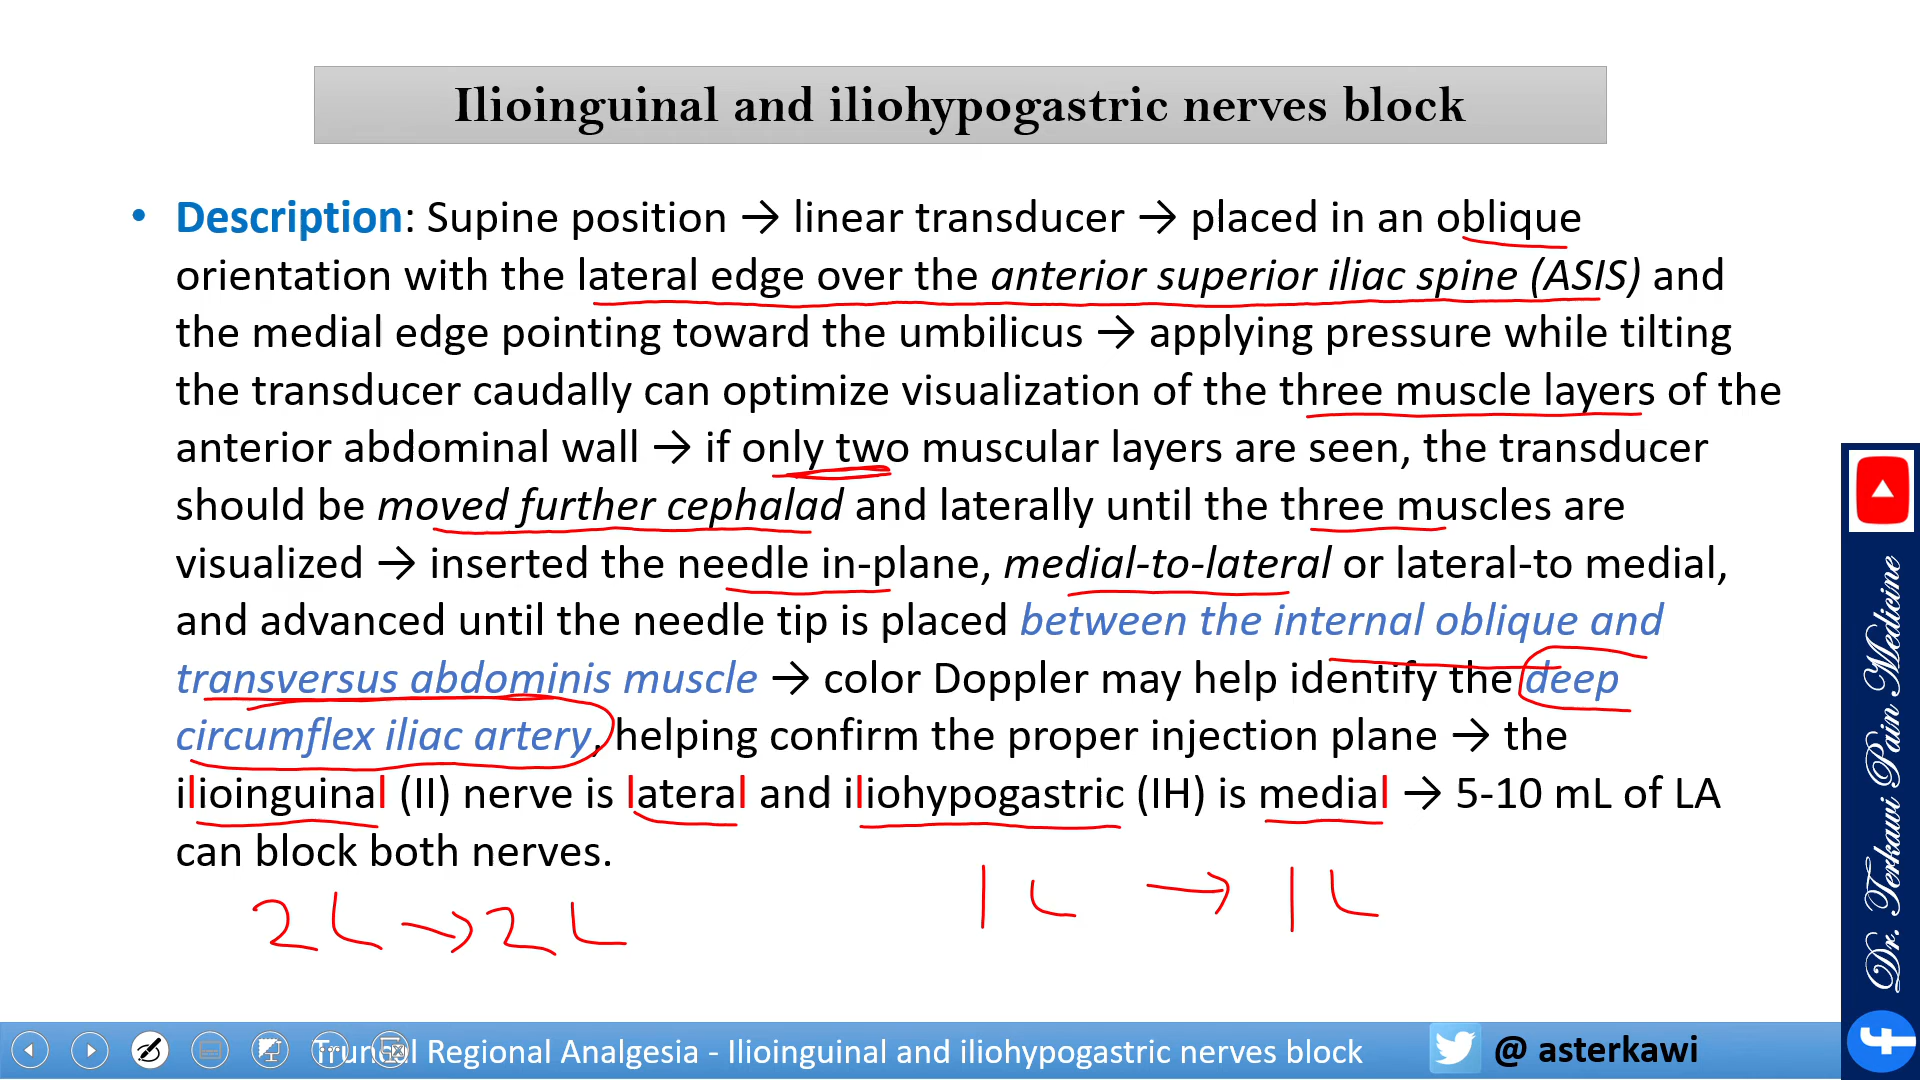 Ilioinguinal and iliohypogastric nerves block
• Description: Supine position → linear transducer → placed in an oblique
orientation with the lateral edge over the anterior superior iliac spine (ASIS) and
the medial edge pointing toward the umbilicus → applying pressure while tilting
the transducer caudally can optimize visualization of the three muscle layers of the
anterior abdominal wall → if only two muscular layers are seen, the transducer
should be moved further cephalad and laterally until the three muscles are
visualized → inserted the needle in-plane, medial-to-lateral or lateral-to medial,
and advanced until the needle tip is placed between the internal oblique and
transversus abdominis muscle → color Doppler may help identify the deep
circumflex iliac artery, helping confirm the proper injection plane → the
ilioinguinal (II) nerve is lateral and iliohypogastric (IH) is medial → 5-10 mL of LA
can block both nerves.
2L → 2L
1L → 1L
Dr. Terkawi Pain Medicine
Regional Analgesia - Ilioinguinal and iliohypogastric nerves block
@ asterkawi